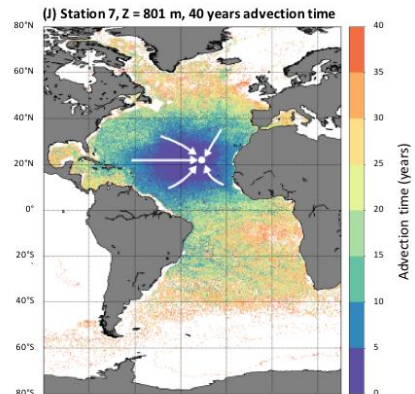 (J) Station 7, Z = 801 m, 40 years advection time
80°N
60°N
40°N
20°N
0°
20°S
40°S
60°S
80°S
40
35
30
25
20
15
10
5
0
Advection time (years)